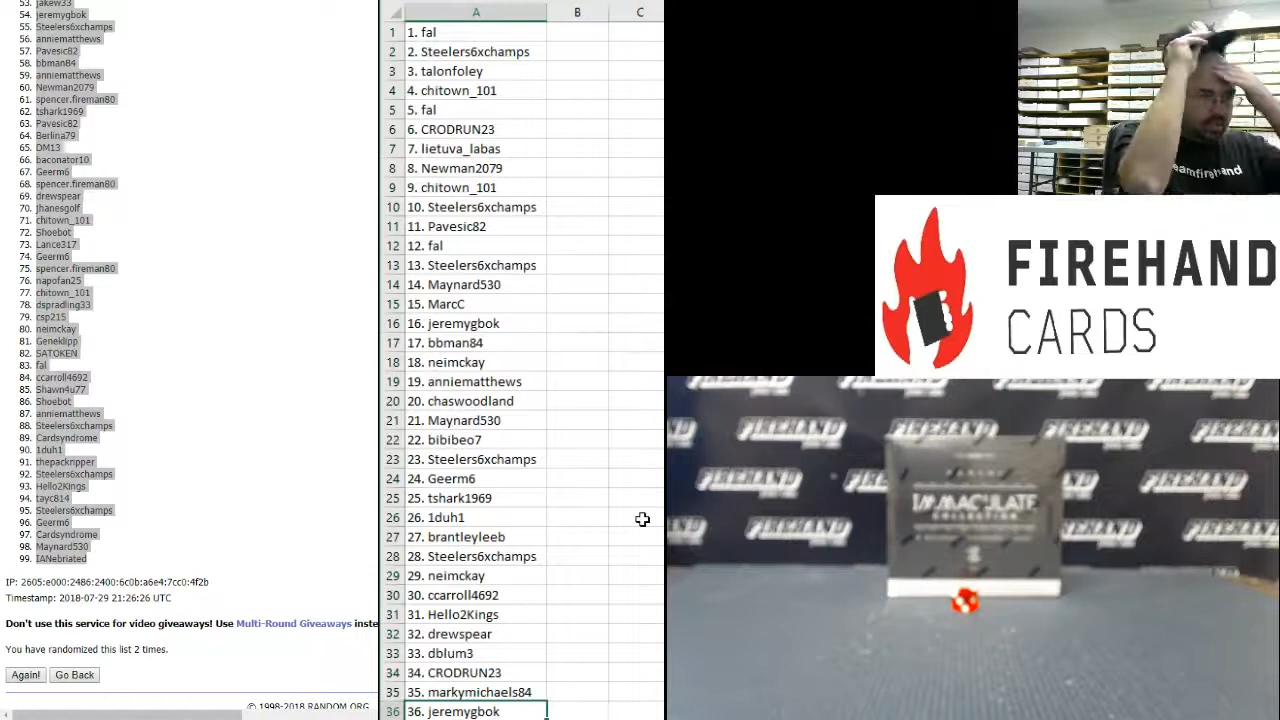 53. jakew33
54. jeremygbok
55. Steelers6xchamps
56. anniematthews
57. Pavesic82
58. bbman84
59. anniematthews
60. Newman2079
61. spencer.fireman80
62. tshark1969
63. Pavesic82
64. Berlina79
65. DM13
66. baconator10
67. Geerm6
68. spencer.fireman80
69. drewspear
70. jhanesgolf
71. chitown_101
72. Shoebot
73. Lance317
74. Geerm6
75. spencer.fireman80
76. napofan25
77. chitown_101
78. dspradling33
79. csp215
80. neimckay
81. Geneklipp
82. SATOKEN
83. fal
84. ccarroll4692
85. Shawn4u77
86. Shoebot
87. anniematthews
88. Steelers6xchamps
89. Cardsyndrome
90. 1duh1
91. thepackripper
92. Steelers6xchamps
93. Hello2Kings
94. tayc814
95. Steelers6xchamps
96. Geerm6
97. Cardsyndrome
98. Maynard530
99. IANebriated
IP: 2605:e000:2486:2400:6c0b:a6e4:7cc0:4f2b
Timestamp: 2018-07-29 21:26:26 UTC
Don't use this service for video giveaways! Use Multi-Round Giveaways inste
You have randomized this list 2 times.
Again! Go Back
© 1998-2018 RANDOM.ORG
A B C
1 1. fal
2 2. Steelers6xchamps
3 3. talonfoley
4 4. chitown_101
5 5. fal
6 6. CRODRUN23
7 7. lietuva_labas
8 8. Newman2079
9 9. chitown_101
10 10. Steelers6xchamps
11 11. Pavesic82
12 12. fal
13 13. Steelers6xchamps
14 14. Maynard530
15 15. MarcC
16 16. jeremygbok
17 17. bbman84
18 18. neimckay
19 19. anniematthews
20 20. chaswoodland
21 21. Maynard530
22 22. bibibeo7
23 23. Steelers6xchamps
24 24. Geerm6
25 25. tshark1969
26 26. 1duh1
27 27. brantleyleeb
28 28. Steelers6xchamps
29 29. neimckay
30 30. ccarroll4692
31 31. Hello2Kings
32 32. drewspear
33 33. dblum3
34 34. CRODRUN23
35 35. markymichaels84
36 36. jeremygbok
eamfirehand
FIREHAND
CARDS
FIREHAND
FIREHAND
FIREHAND
FIREHAND
PANINI
IMMACULATE
COLLECTION